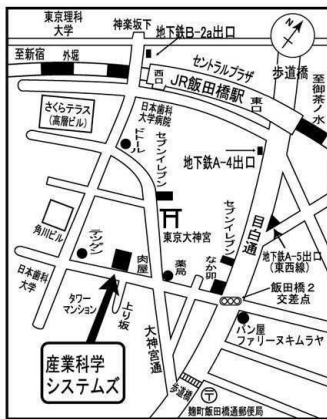 東京理科
大学
神楽坂下
地下鉄B-2a出口
至新宿
外堀
セントラルプラザ
歩道橋
N
西口
JR飯田橋駅
東口
至御茶ノ水
さくらテラス
(高層ビル)
日本歯科
大学病院
ドトール
セブンイレブン
地下鉄A-4出口
角川ビル
東京大神宮
セブンイレブン
目白通
地下鉄A-5出口
(東西線)
テツゲン
肉屋
薬局
なか卯
飯田橋2
交差点
日本歯科
大学
タワー
マンション
上り坂
大神宮通
パン屋
ファリーヌキムラヤ
産業科学
システムズ
歩道橋
〒
麹町飯田橋通郵便局